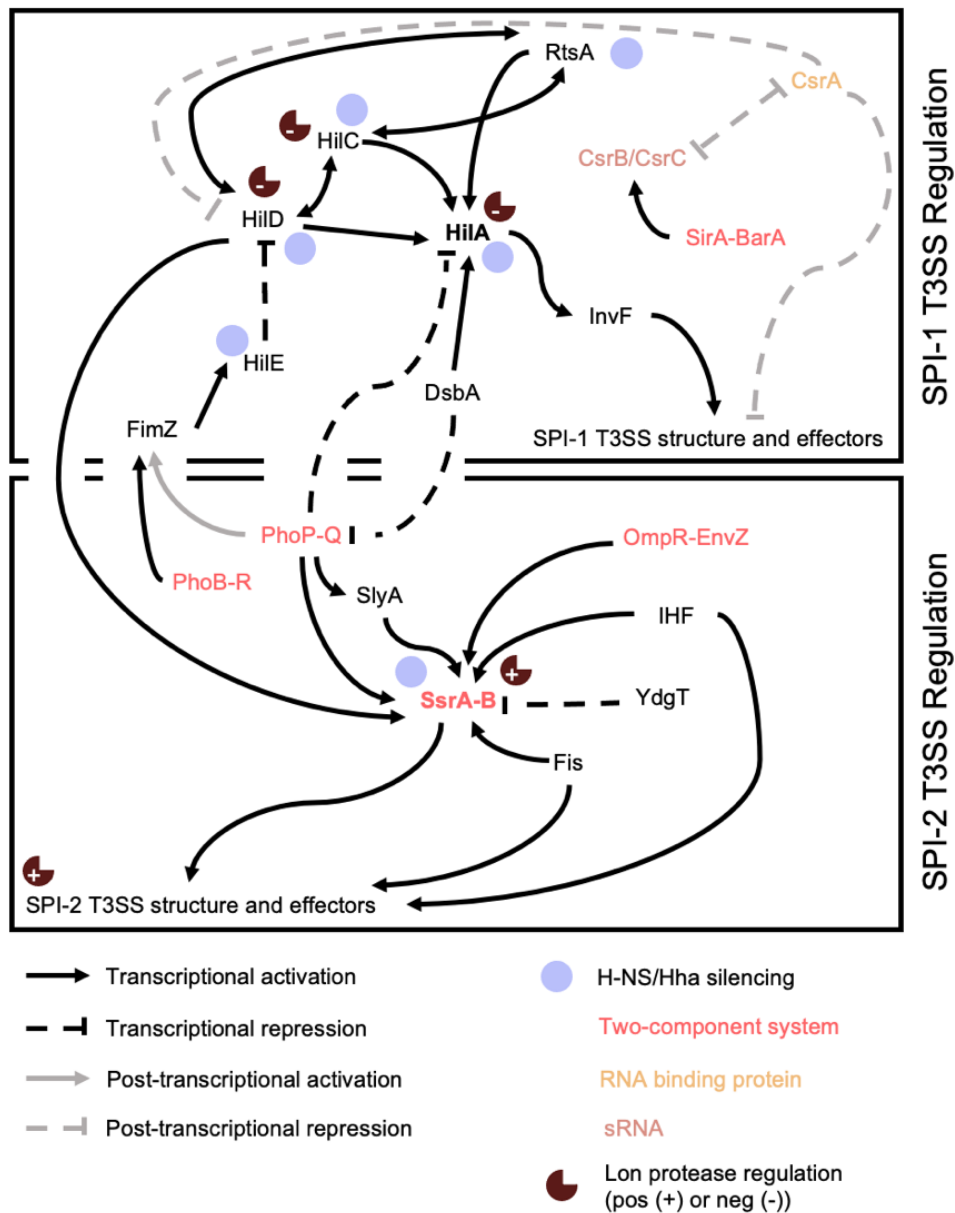 RtsA
CsrA
-
HilC
CsrB/CsrC
-
HilD
-
HilA
SirA-BarA
InvF
HilE
DsbA
FimZ
SPI-1 T3SS structure and effectors
SPI-1 T3SS Regulation
PhoP-Q
OmpR-EnvZ
PhoB-R
SlyA
IHF
+
SsrA-B
YdgT
Fis
+
SPI-2 T3SS structure and effectors
SPI-2 T3SS Regulation
Transcriptional activation
Transcriptional repression
Post-transcriptional activation
Post-transcriptional repression
H-NS/Hha silencing
Two-component system
RNA binding protein
sRNA
Lon protease regulation
(pos (+) or neg (-))